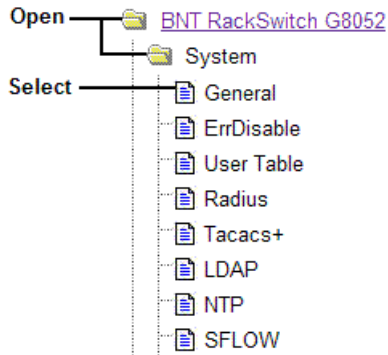 Open BNT RackSwitch G8052
System
Select General
ErrDisable
User Table
Radius
Tacacs+
LDAP
NTP
SFLOW